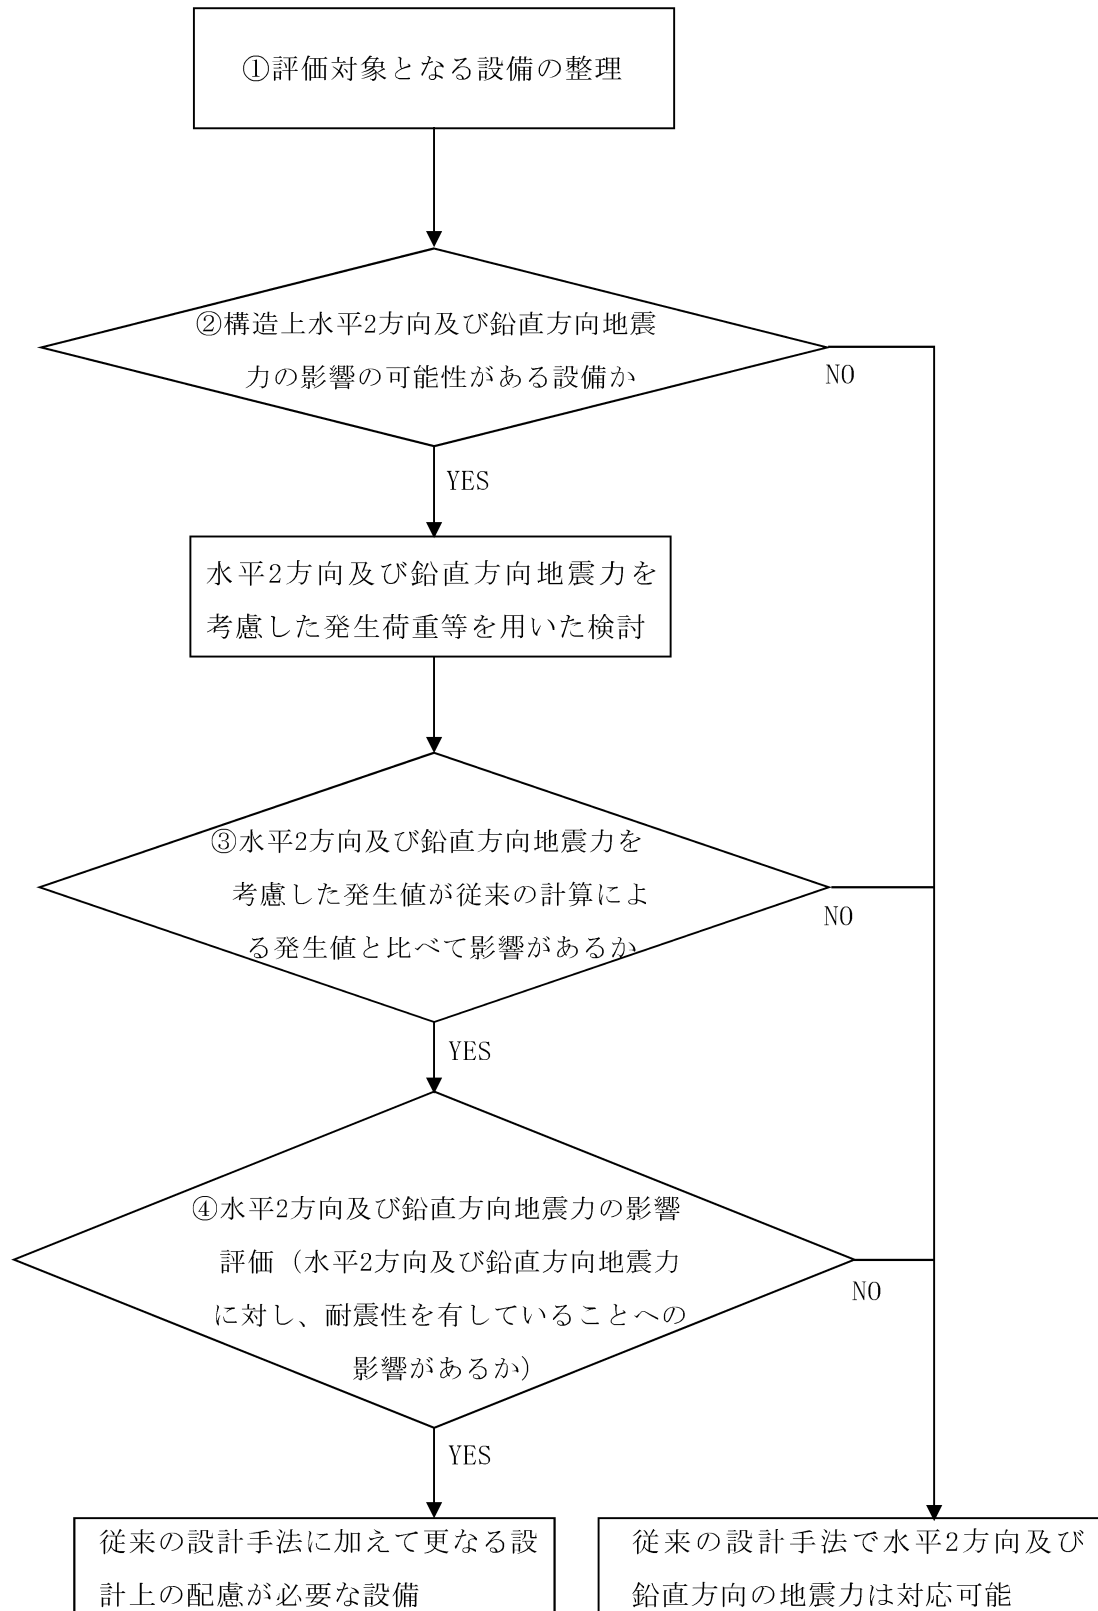 ①評価対象となる設備の整理
②構造上水平2方向及び鉛直方向地震
力の影響の可能性がある設備か
NO
YES
水平2方向及び鉛直方向地震力を
考慮した発生荷重等を用いた検討
③水平2方向及び鉛直方向地震力を
考慮した発生値が従来の計算によ
る発生値と比べて影響があるか
NO
YES
④水平2方向及び鉛直方向地震力の影響
評価（水平2方向及び鉛直方向地震力
に対し、耐震性を有していることへの
影響があるか）
NO
YES
従来の設計手法に加えて更なる設
計上の配慮が必要な設備
従来の設計手法で水平2方向及び
鉛直方向の地震力は対応可能